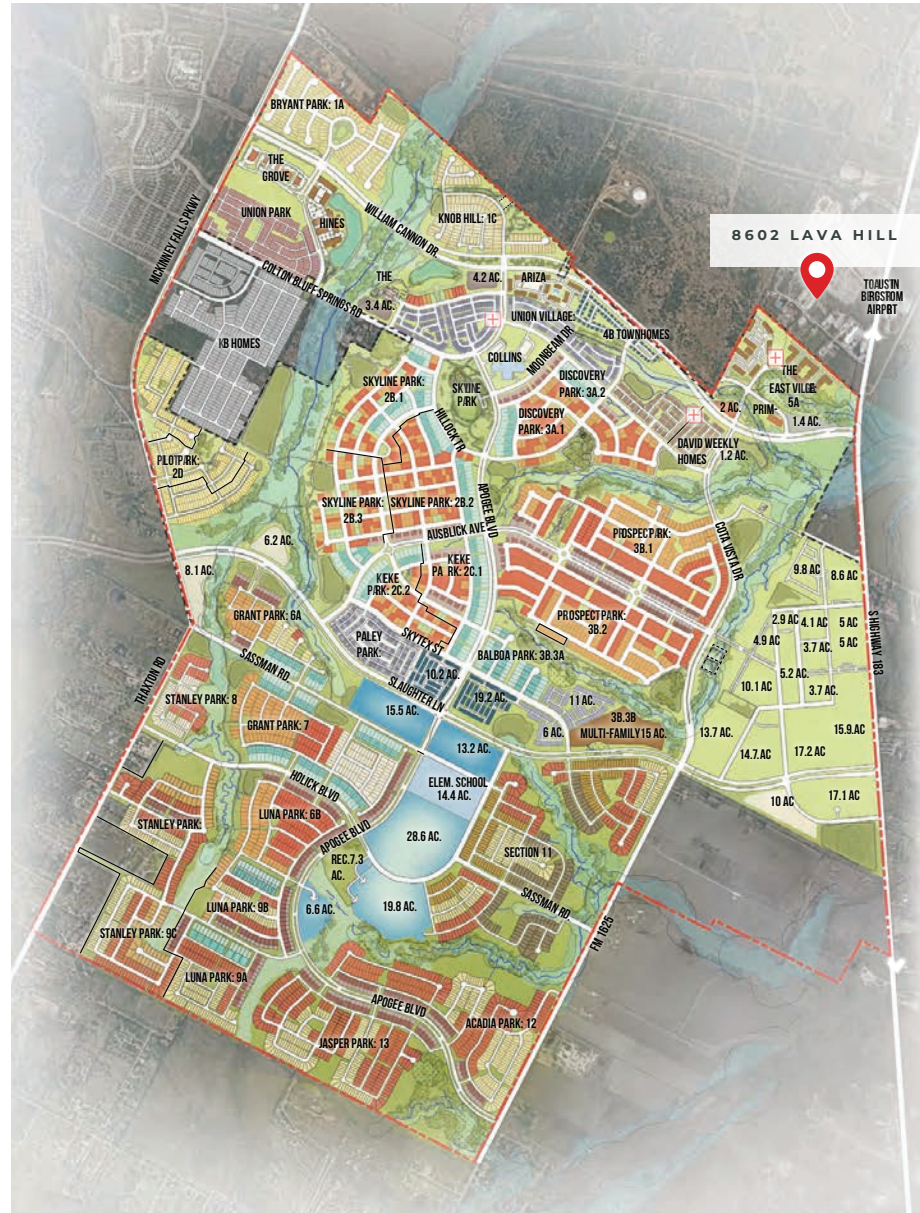 BRYANT PARK: 1A
THE
GROVE
UNION PARK
HINES
MCKINNEY FALLS PKWY
WILLIAM CANNON DR.
KNOB HILL: 1C
8602 LAVA HILL
TO AUSTIN
BERGSTROM
AIRPORT
COLTON BLUFF SPRINGS RD
THE
3.4 AC.
4.2 AC.
ARIZA
UNION VILLAGE
4B TOWNHOMES
KB HOMES
COLLINS
MOONBEAM DR
SKYLINE PARK:
2B.1
SKYLINE
PARK
DISCOVERY
PARK: 3A.2
DISCOVERY
PARK: 3A.1
THE
EAST VILLE:
5A
PRIM-
2 AC.
1.4 AC.
HILLOCK TR
DAVID WEEKLY
HOMES
1.2 AC.
PILOT PARK:
2D
SKYLINE PARK:
2B.3
SKYLINE PARK: 2B.2
APOGEE BLVD
AUSBLICK AVE
PROSPECT PARK:
3B.1
COTA VISTA DR
6.2 AC.
8.1 AC.
KEKE
PARK: 2C.1
KEKE
PARK: 2C.2
9.8 AC
8.6 AC.
GRANT PARK: 6A
PROSPECT PARK:
3B.2
2.9 AC
4.1 AC
5 AC
4.9 AC
3.7 AC.
5 AC
S HIGHWAY 183
PALEY
PARK:
SKYTEX ST
BALBOA PARK: 3B.3A
THAXTON RD
SASSMAN RD
10.2 AC.
5.2 AC.
10.1 AC
3.7 AC.
STANLEY PARK: 8
SLAUGHTER LN
15.5 AC.
19.2 AC.
11 AC.
GRANT PARK: 7
6 AC.
3B.3B
MULTI-FAMILY 15 AC.
13.7 AC.
15.9 AC
13.2 AC.
14.7 AC
17.2 AC
HOLICK BLVD
ELEM. SCHOOL
14.4 AC.
10 AC
17.1 AC
STANLEY PARK:
LUNA PARK: 6B
APOGEE BLVD
28.6 AC.
SECTION 11
REC. 7.3
AC.
LUNA PARK: 9B
6.6 AC.
19.8 AC.
SASSMAN RD
FM 1625
STANLEY PARK: 9C
LUNA PARK: 9A
APOGEE BLVD
ACADIA PARK: 12
JASPER PARK: 13